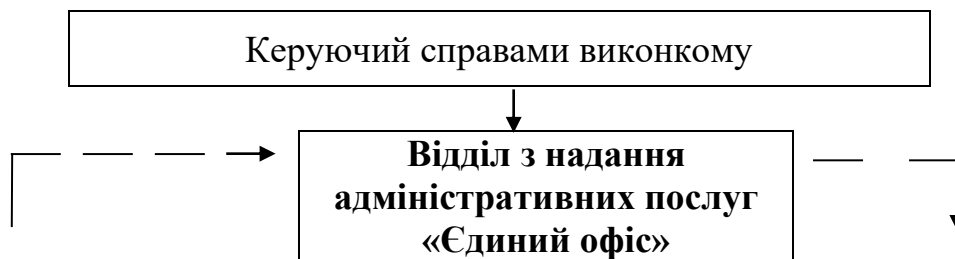 Керуючий справами виконкому
Відділ з надання
адміністративних послуг
«Єдиний офіс»